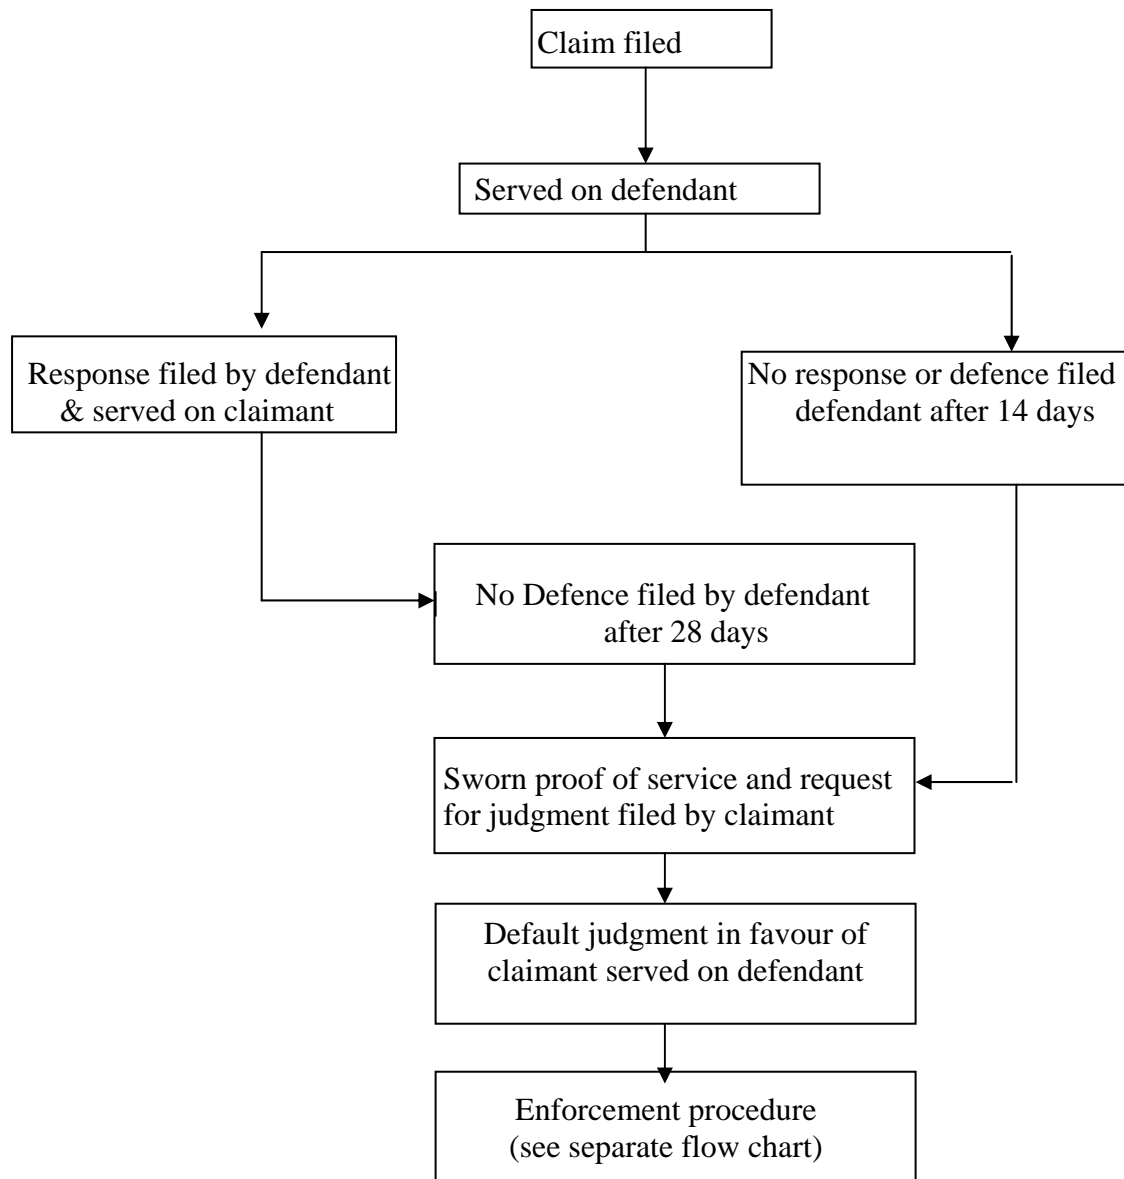 Claim filed
Served on defendant
Response filed by defendant
& served on claimant
No response or defence filed
defendant after 14 days
No Defence filed by defendant
after 28 days
Sworn proof of service and request
for judgment filed by claimant
Default judgment in favour of
claimant served on defendant
Enforcement procedure
(see separate flow chart)